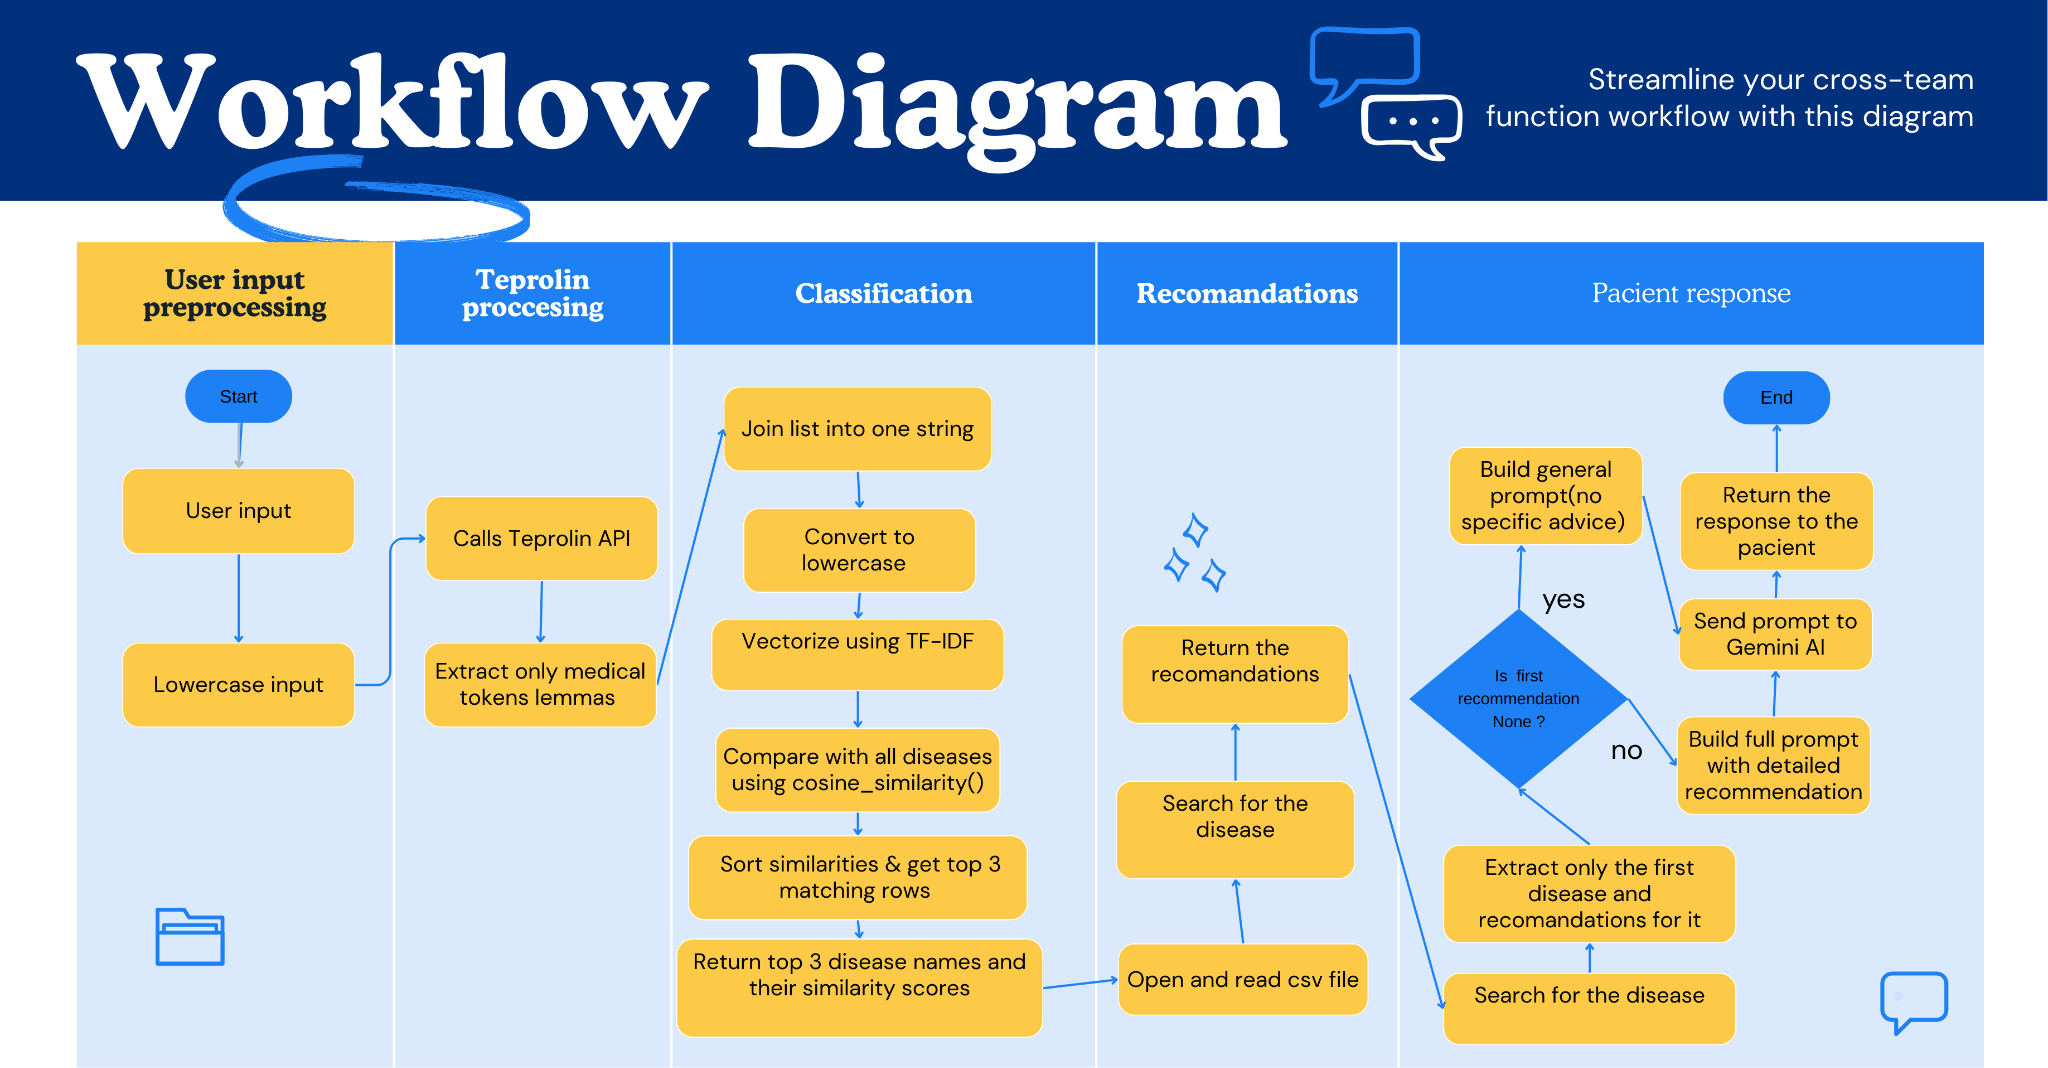 Workflow Diagram
Streamline your cross-team
function workflow with this diagram
User input
preprocessing
Teprolin
proccesing
Classification
Recomandations
Pacient response
Start
User input
Lowercase input
Calls Teprolin API
Extract only medical
tokens lemmas
Join list into one string
Convert to
lowercase
Vectorize using TF-IDF
Compare with all diseases
using cosine_similarity()
Sort similarities & get top 3
matching rows
Return top 3 disease names and
their similarity scores
Return the
recomandations
Search for the
disease
Open and read csv file
End
Build general
prompt(no
specific advice)
Return the
response to the
pacient
yes
Send prompt to
Gemini AI
Is first
recommendation
None ?
no
Build full prompt
with detailed
recommendation
Extract only the first
disease and
recomandations for it
Search for the disease